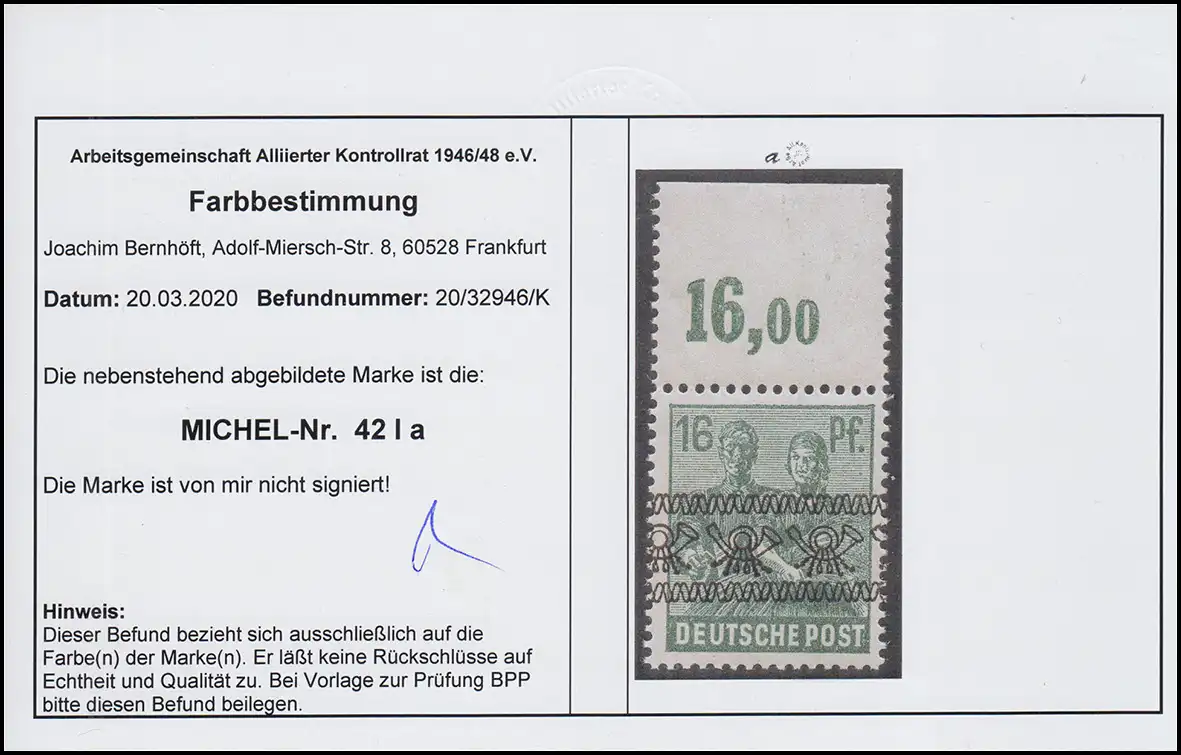 Arbeitsgemeinschaft Alliierter Kontrollrat 1946/48 e.V.
Farbbestimmung
Joachim Bernhöft, Adolf-Miersch-Str. 8, 60528 Frankfurt
Datum: 20.03.2020 Befundnummer: 20/32946/K
Die nebenstehend abgebildete Marke ist die:
MICHEL-Nr. 42 I a
Die Marke ist von mir nicht signiert!
Hinweis:
Dieser Befund bezieht sich ausschließlich auf die
Farbe(n) der Marke(n). Er läßt keine Rückschlüsse auf
Echtheit und Qualität zu. Bei Vorlage zur Prüfung BPP
bitte diesen Befund beilegen.
a
16,00
16 Pf.
DEUTSCHE POST